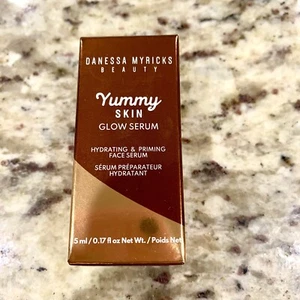 DANESSA MYRICKS
BEAUTY
Yummy
SKIN
GLOW SERUM
HYDRATING & PRIMING
FACE SERUM
SÉRUM PRÉPARATEUR
HYDRATANT
5 ml / 0.17 fl oz Net Wt. / Poids Net